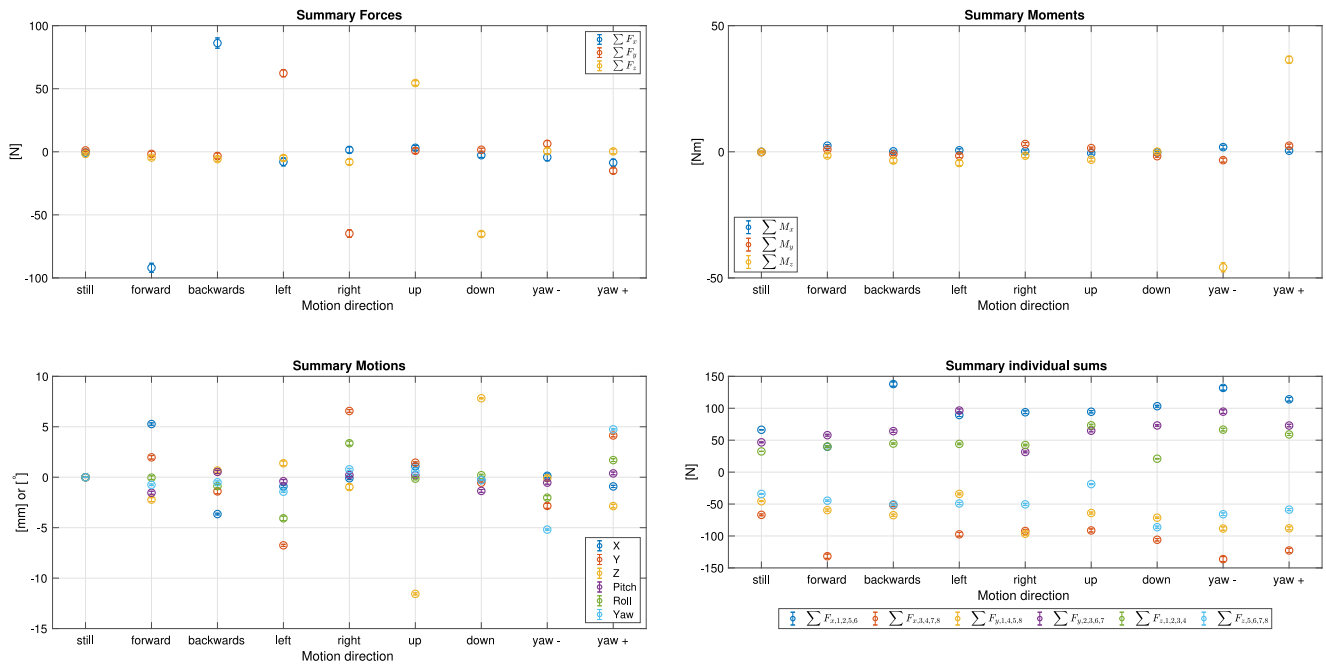 Summary Forces
100
50
0
-50
-100
[N]
∑ F_x
∑ F_y
∑ F_z
still forward backwards left right up down yaw - yaw +
Motion direction
Summary Moments
50
0
-50
[Nm]
∑ M_x
∑ M_y
∑ M_z
still forward backwards left right up down yaw - yaw +
Motion direction
Summary Motions
10
5
0
-5
-10
-15
[mm] or [°]
X
Y
Z
Pitch
Roll
Yaw
still forward backwards left right up down yaw - yaw +
Motion direction
Summary individual sums
150
100
50
0
-50
-100
-150
[N]
still forward backwards left right up down yaw - yaw +
Motion direction
∑ F_x,1,2,5,6 ∑ F_x,3,4,7,8 ∑ F_y,1,4,5,8 ∑ F_y,2,3,6,7 ∑ F_z,1,2,3,4 ∑ F_z,5,6,7,8